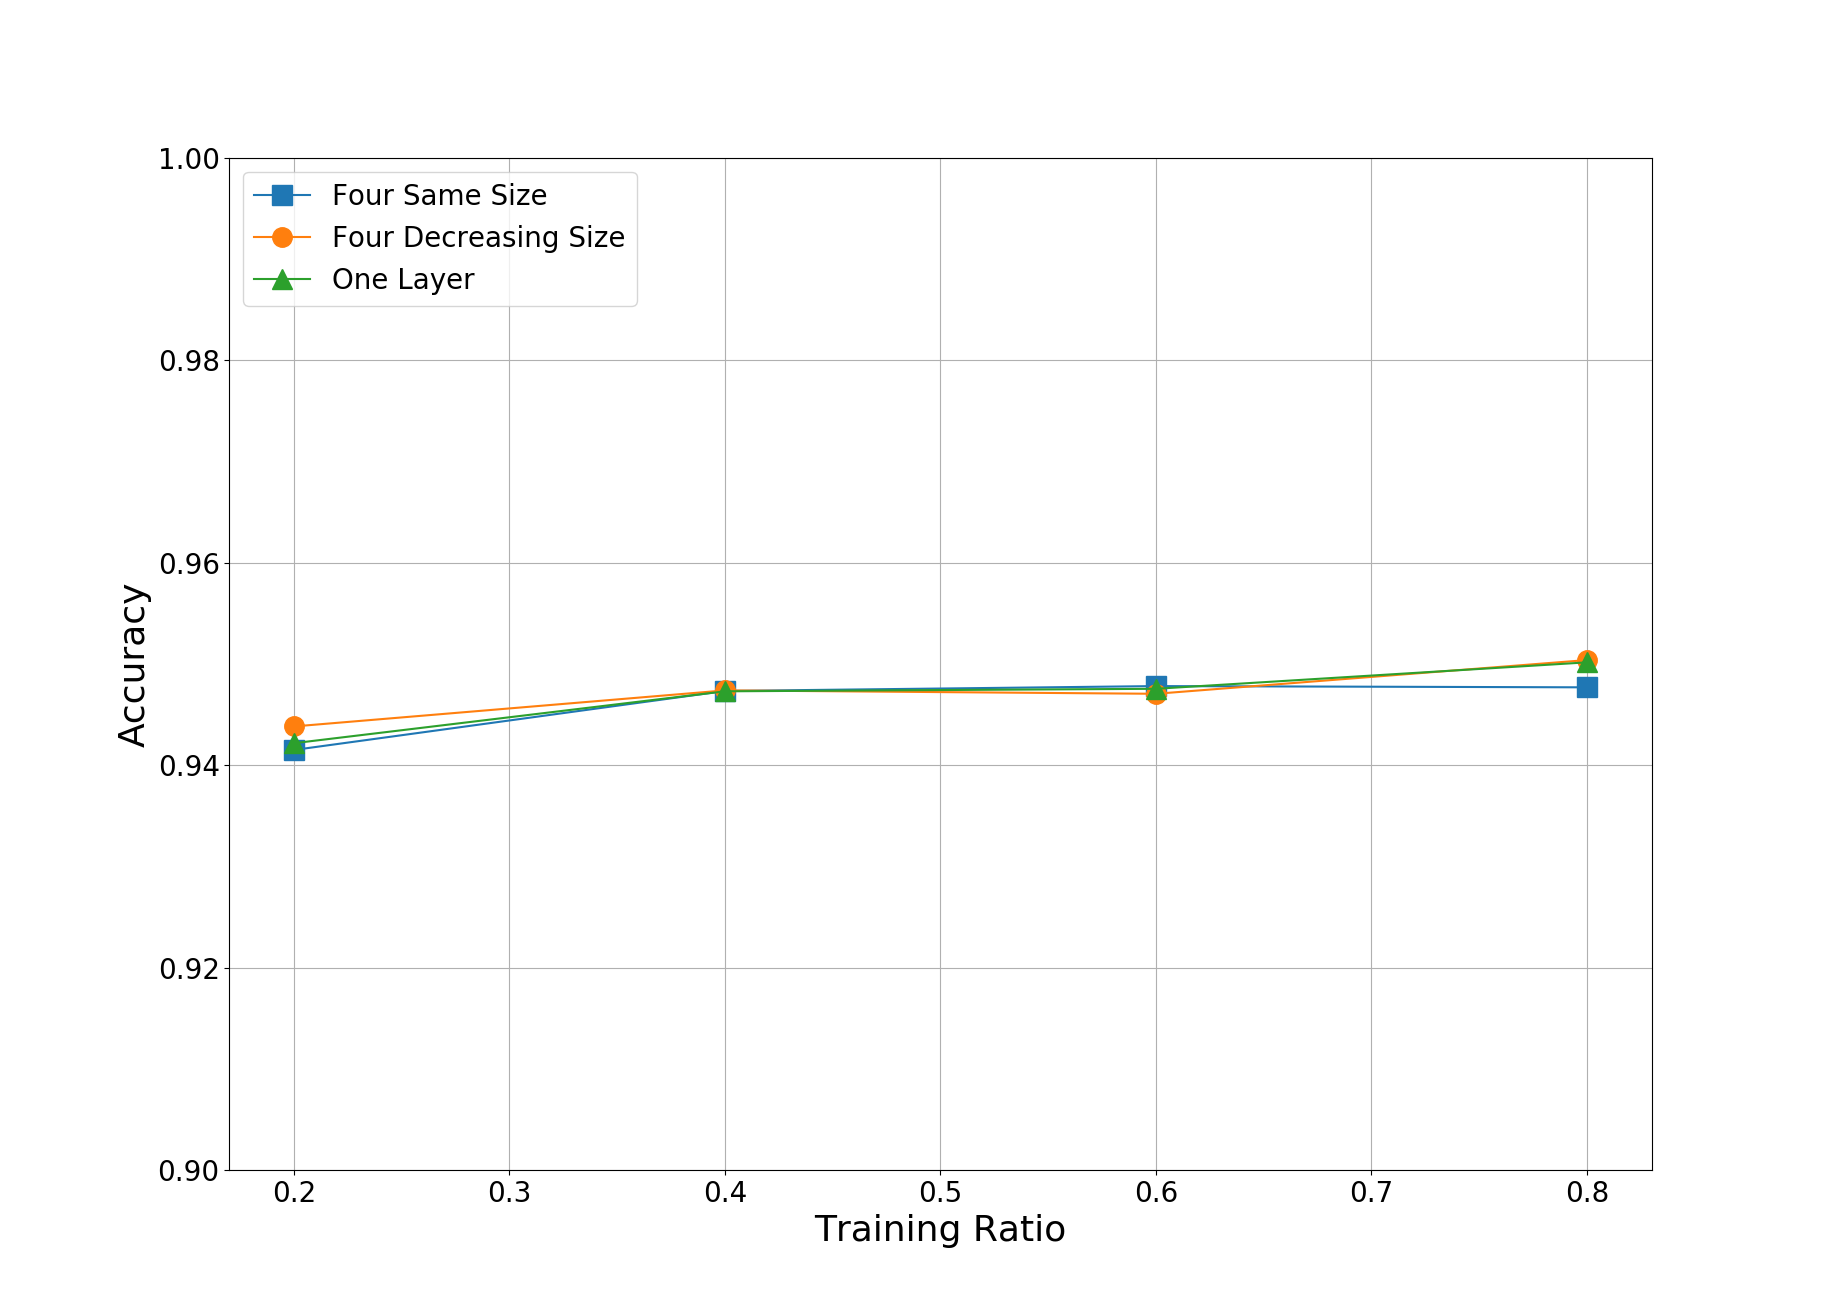 1.00
0.98
0.96
0.94
0.92
0.90
Accuracy
Four Same Size
Four Decreasing Size
One Layer
0.2 0.3 0.4 0.5 0.6 0.7 0.8
Training Ratio